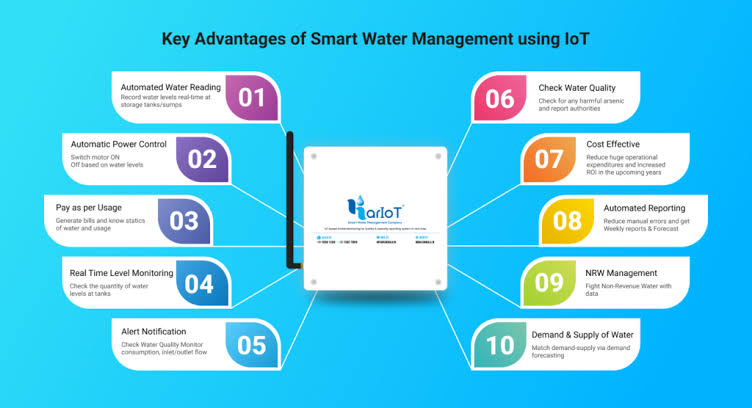 Key Advantages of Smart Water Management using IoT
Automated Water Reading
Record water levels real-time at
storage tanks/sumps
01
Automatic Power Control
Switch motor ON
Off based on water levels
02
Pay as per Usage
Generate bills and know statics
of water and usage
03
Real Time Level Monitoring
Check the quantity of water
levels at tanks
04
Alert Notification
Check Water Quality Monitor
consumption, inlet/outlet flow
05
HarIoT
Smart Water Management Company
06
Check Water Quality
Check for any harmful arsenic
and report authorities
07
Cost Effective
Reduce huge operational
expenditures and increased
ROI in the upcoming years
08
Automated Reporting
Reduce manual errors and get
Weekly reports & Forecast
09
NRW Management
Fight Non-Revenue Water with
data
10
Demand & Supply of Water
Match demand-supply via demand
forecasting